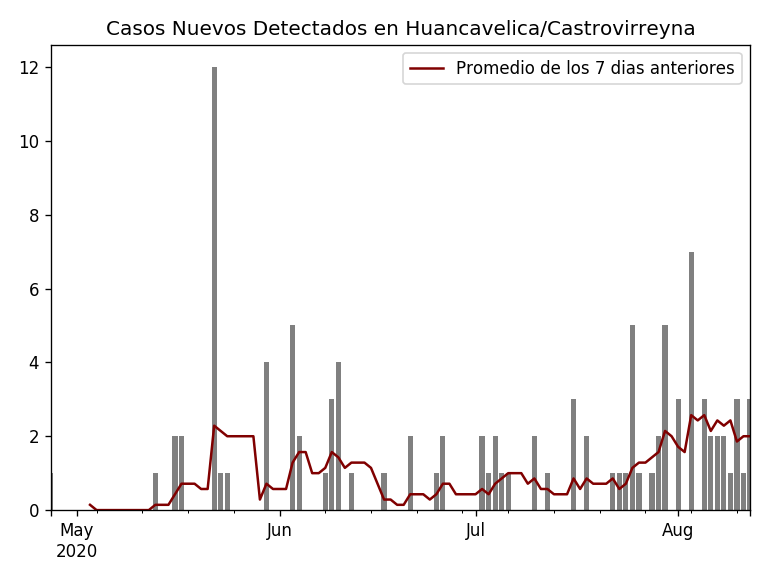 Casos Nuevos Detectados en Huancavelica/Castrovirreyna
Promedio de los 7 dias anteriores
12
10
8
6
4
2
0
May
2020
Jun
Jul
Aug